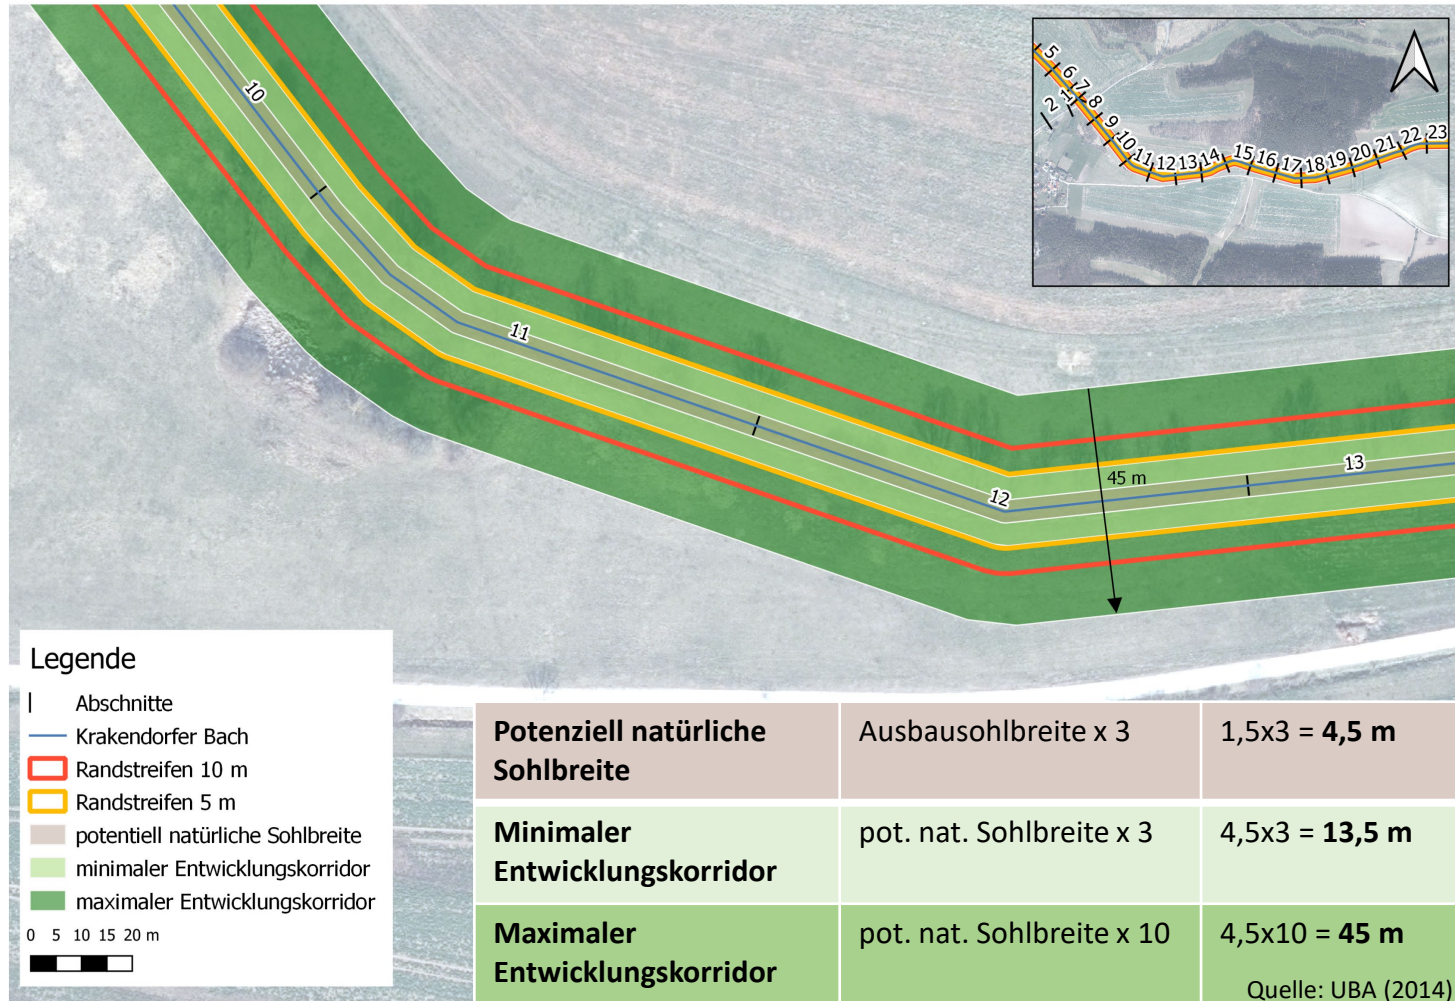 10
11
12
13
45 m
5
6
7
1
8
2
9
10
11
12
13
14
15
16
17
18
19
20
21
22
23
Legende
Abschnitte
Krakendorfer Bach
Randstreifen 10 m
Randstreifen 5 m
potentiell natürliche Sohlbreite
minimaler Entwicklungskorridor
maximaler Entwicklungskorridor
0 5 10 15 20 m
Potenziell natürliche
Sohlbreite
Ausbausohlbreite x 3
1,5x3 = 4,5 m
Minimaler
Entwicklungskorridor
pot. nat. Sohlbreite x 3
4,5x3 = 13,5 m
Maximaler
Entwicklungskorridor
pot. nat. Sohlbreite x 10
4,5x10 = 45 m
Quelle: UBA (2014)